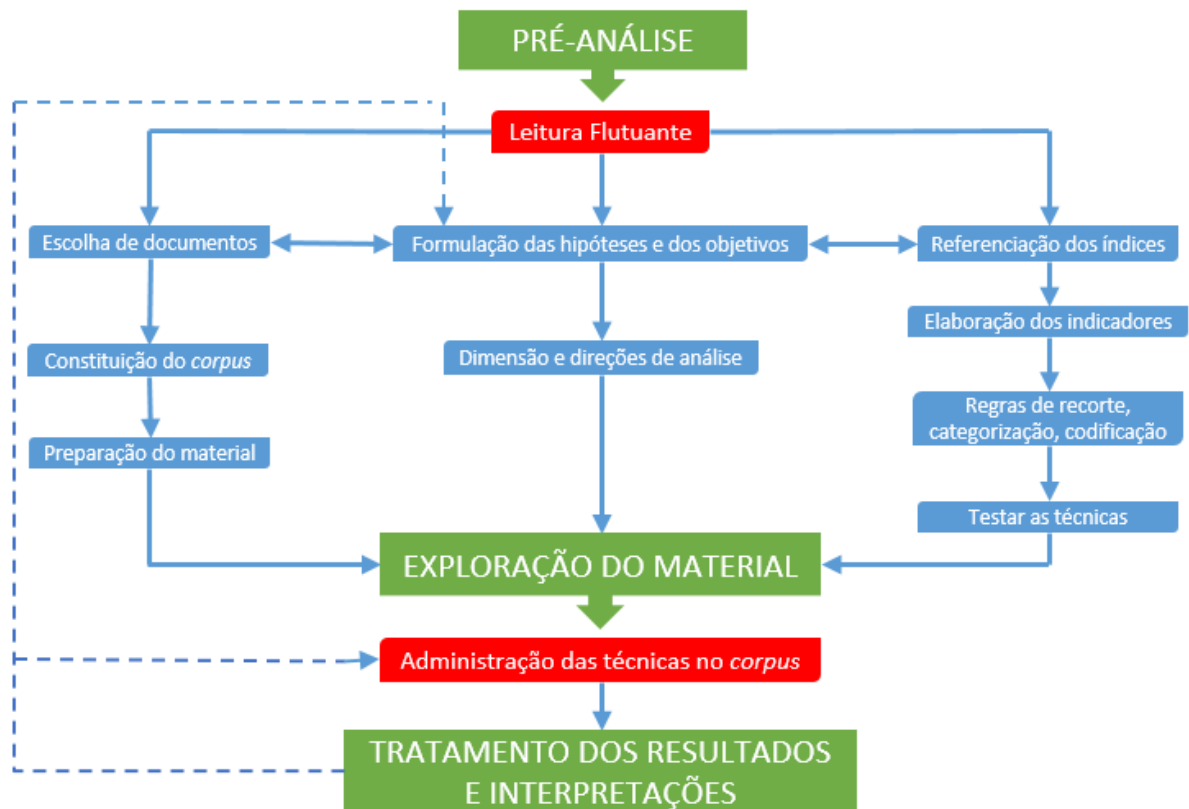 PRÉ-ANÁLISE
Leitura Flutuante
Escolha de documentos
Formulação das hipóteses e dos objetivos
Referenciação dos índices
Elaboração dos indicadores
Constituição do corpus
Dimensão e direções de análise
Regras de recorte,
categorização, codificação
Preparação do material
Testar as técnicas
EXPLORAÇÃO DO MATERIAL
Administração das técnicas no corpus
TRATAMENTO DOS RESULTADOS
E INTERPRETAÇÕES